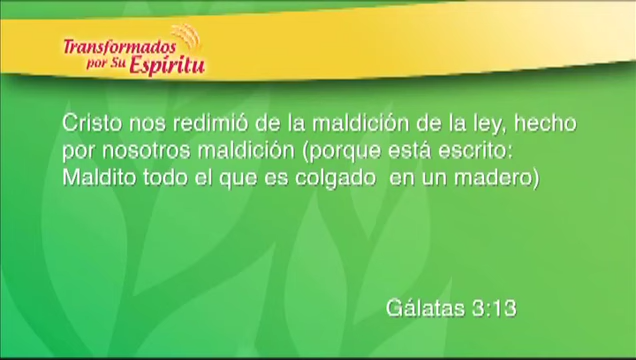 Transformados
por Su Espíritu
Cristo nos redimió de la maldición de la ley, hecho
por nosotros maldición (porque está escrito:
Maldito todo el que es colgado  en un madero)
Gálatas 3:13